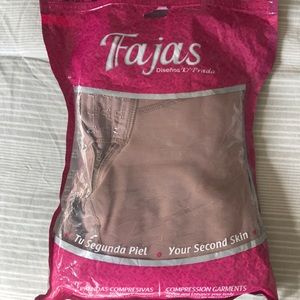 Fajas
Diseños D'Prada
Tu Segunda Piel • Your Second Skin
PRENDAS COMPRESIVAS
COMPRESSION GARMENTS